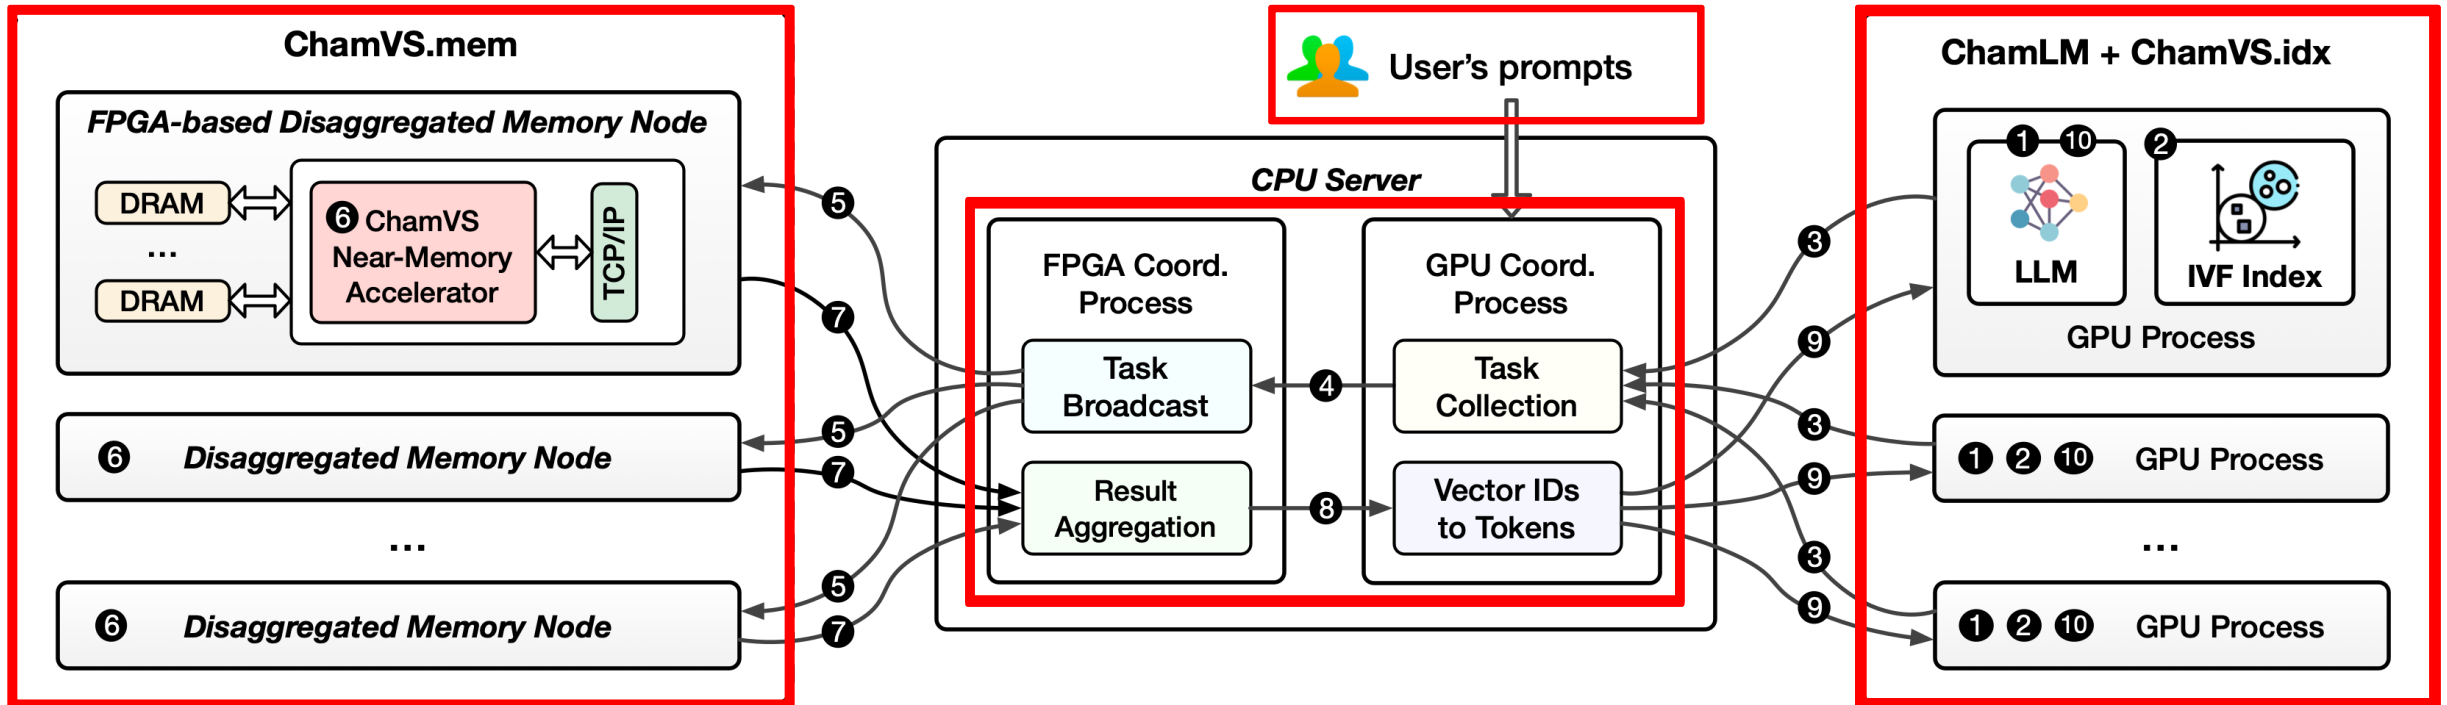 ChamVS.mem
FPGA-based Disaggregated Memory Node
DRAM
...
DRAM
6 ChamVS
Near-Memory
Accelerator
TCP/IP
6 Disaggregated Memory Node
...
6 Disaggregated Memory Node
5
7
5
7
5
7
User's prompts
CPU Server
FPGA Coord.
Process
Task
Broadcast
Result
Aggregation
4
8
GPU Coord.
Process
Task
Collection
Vector IDs
to Tokens
3
9
3
9
3
9
ChamLM + ChamVS.idx
1 10
LLM
2
IVF Index
GPU Process
1 2 10 GPU Process
...
1 2 10 GPU Process